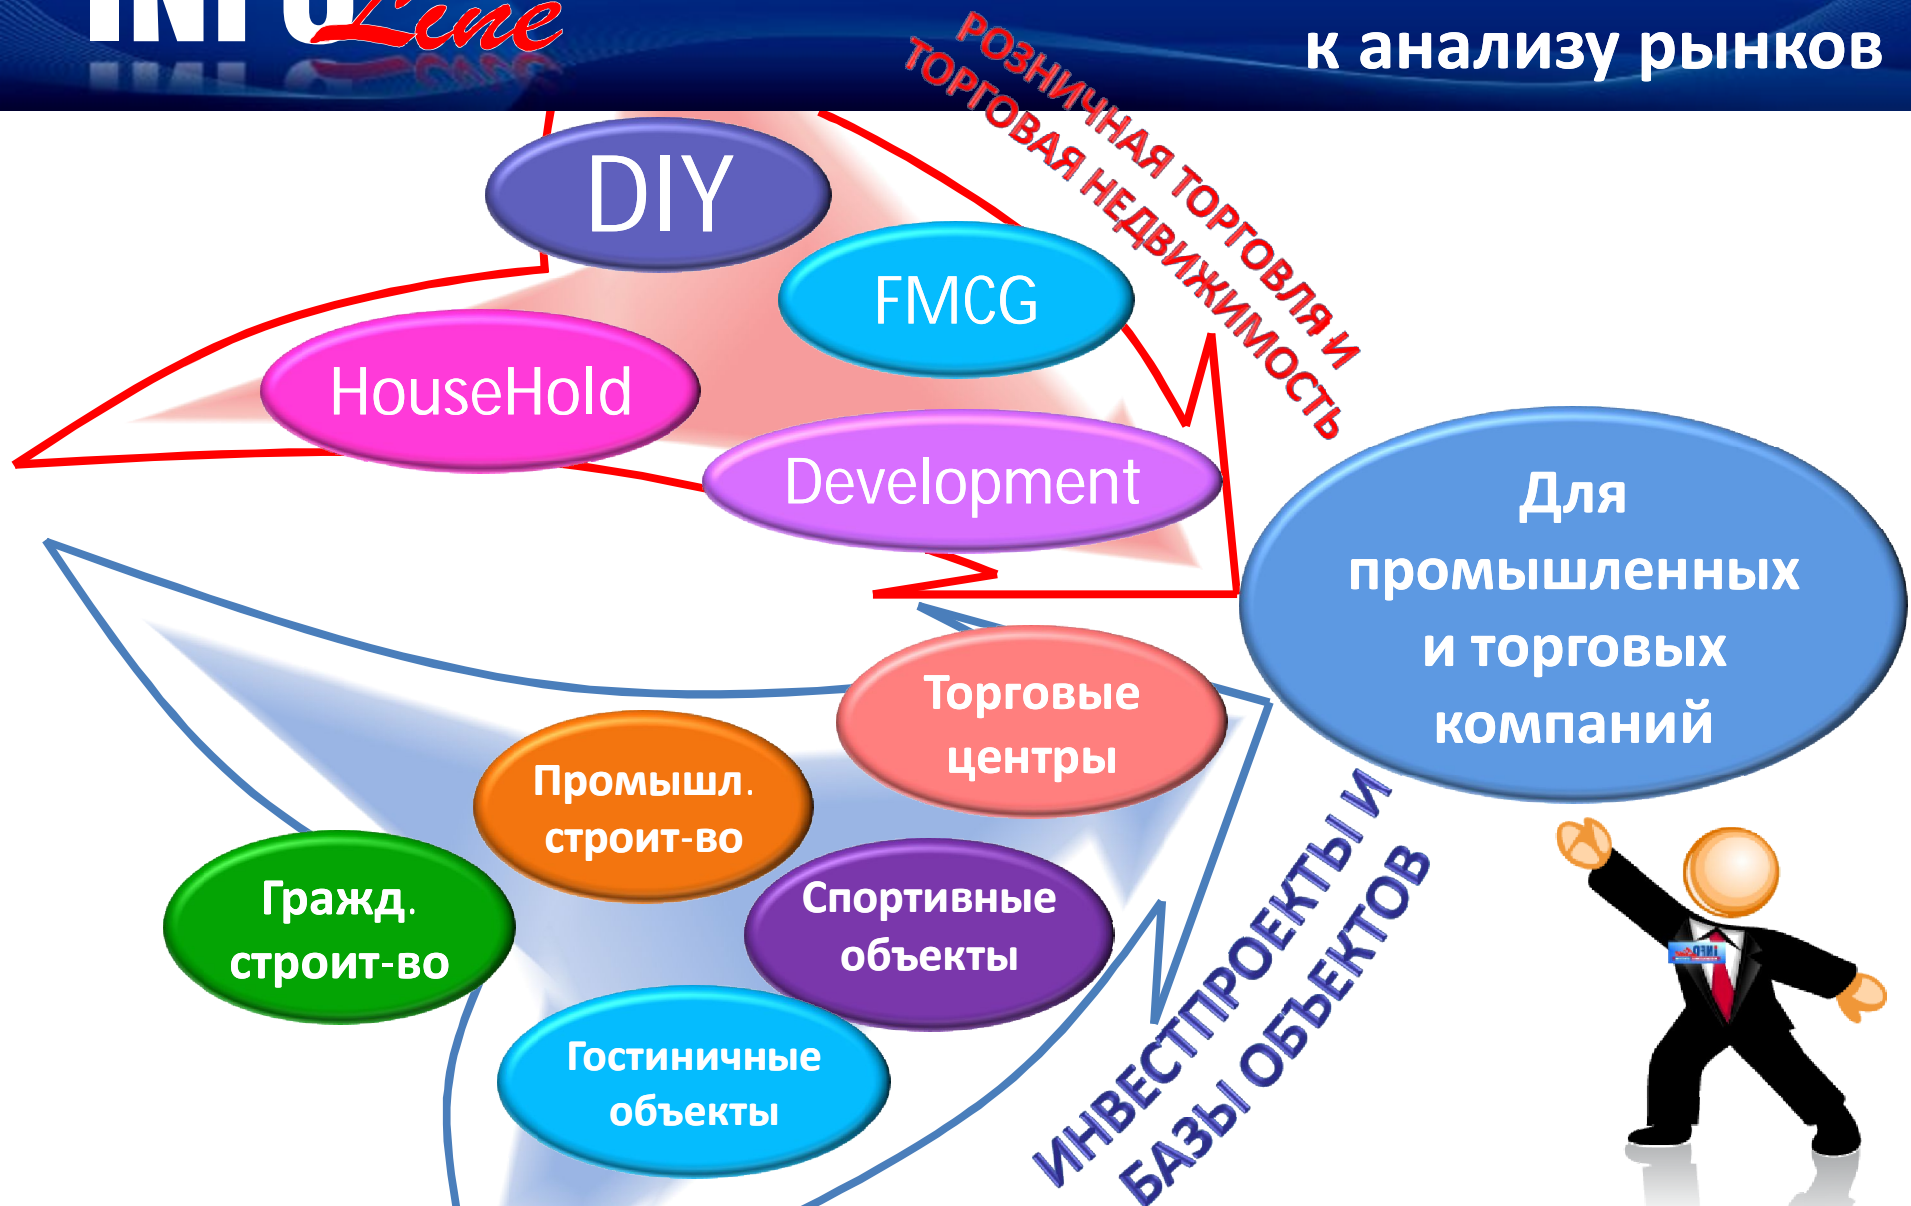 INFOLine
к анализу рынков
РОЗНИЧНАЯ ТОРГОВЛЯ И
ТОРГОВАЯ НЕДВИЖИМОСТЬ
DIY
FMCG
HouseHold
Development
Для
промышленных
и торговых
компаний
Торговые
центры
Промышл.
строит-во
Гражд.
строит-во
Спортивные
объекты
Гостиничные
объекты
ИНВЕСТПРОЕКТЫ И
БАЗЫ ОБЪЕКТОВ